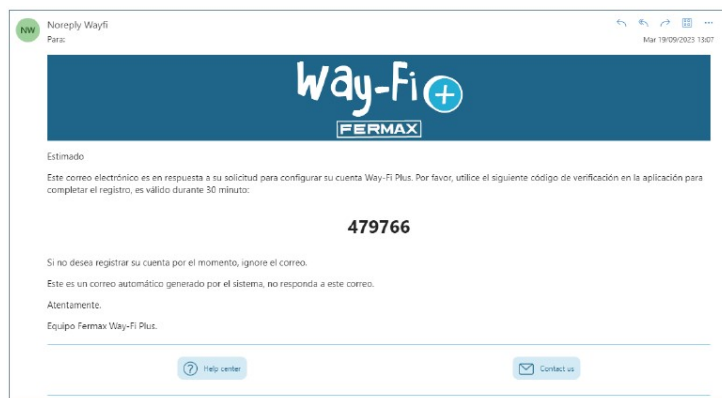 NW
Noreply Wayfi
Para:
Mar 19/09/2023 13:07
Way-Fi+
FERMAX
Estimado
Este correo electrónico es en respuesta a su solicitud para configurar su cuenta Way-Fi Plus. Por favor, utilice el siguiente código de verificación en la aplicación para
completar el registro, es válido durante 30 minuto:
479766
Si no desea registrar su cuenta por el momento, ignore el correo.
Este es un correo automático generado por el sistema, no responda a este correo.
Atentamente.
Equipo Fermax Way-Fi Plus.
Help center
Contact us